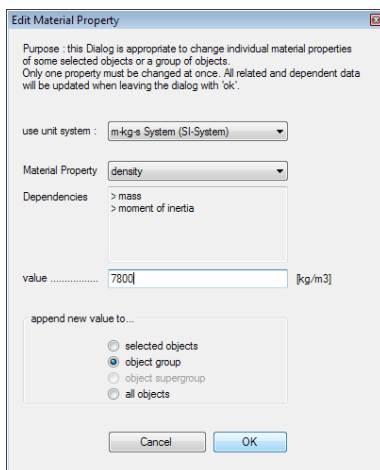 Edit Material Property
Purpose : this Dialog is appropriate to change individual material properties
of some selected objects or a group of objects.
Only one property must be changed at once. All related and dependent data
will be updated when leaving the dialog with 'ok'.
use unit system : m-kg-s System (SI-System)
Material Property density
Dependencies > mass
> moment of inertia
value ................ 7800 [kg/m3]
append new value to...
selected objects
object group
object supergroup
all objects
Cancel OK